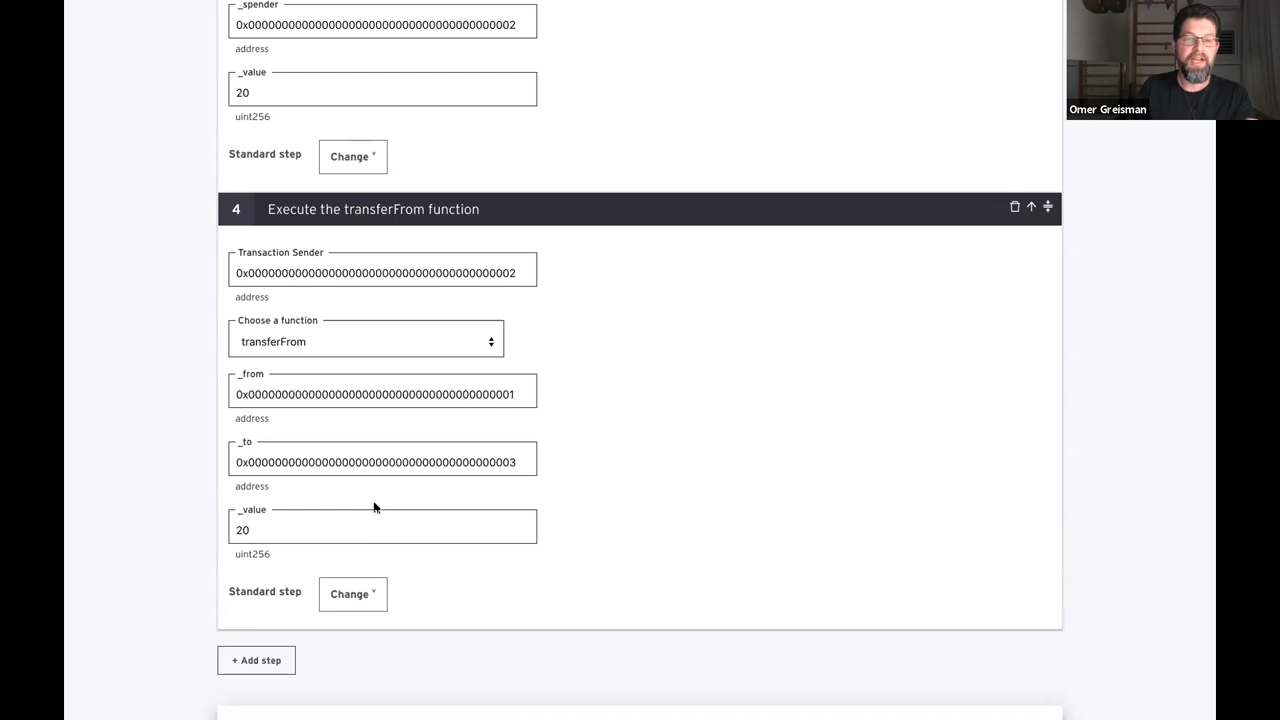 _spender
0x0000000000000000000000000000000000000002
address
_value
20
uint256
Standard step
Change
Omer Greisman
4
Execute the transferFrom function
Transaction Sender
0x0000000000000000000000000000000000000002
address
Choose a function
transferFrom
_from
0x0000000000000000000000000000000000000001
address
_to
0x0000000000000000000000000000000000000003
address
_value
20
uint256
Standard step
Change
+ Add step